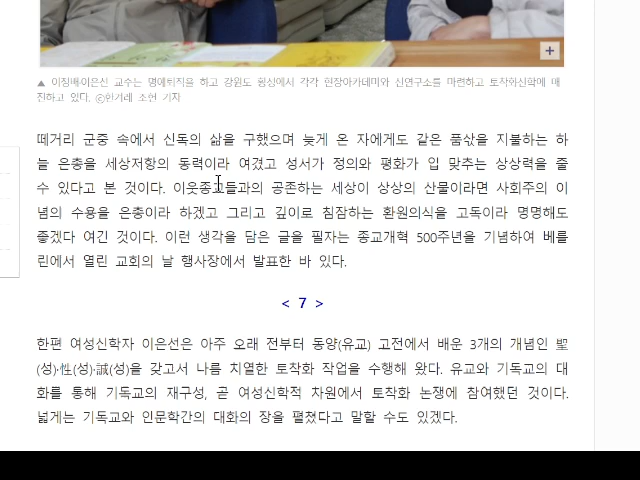 ▲ 이정배·이은선 교수는 명예퇴직을 하고 강원도 횡성에서 각각 현장아카데미와 신연구소를 마련하고 토착화신학에 매
진하고 있다. ⓒ한겨레 조현 기자
떼거리 군중 속에서 신독의 삶을 구했으며 늦게 온 자에게도 같은 품삯을 지불하는 하
늘 은총을 세상저항의 동력이라 여겼고 성서가 정의와 평화가 입 맞추는 상상력을 줄
수 있다고 본 것이다. 이웃종교들과의 공존하는 세상이 상상의 산물이라면 사회주의 이
념의 수용을 은총이라 하겠고 그리고 깊이로 침잠하는 환원의식을 고독이라 명명해도
좋겠다 여긴 것이다. 이런 생각을 담은 글을 필자는 종교개혁 500주년을 기념하여 베를
린에서 열린 교회의 날 행사장에서 발표한 바 있다.
< 7 >
한편 여성신학자 이은선은 아주 오래 전부터 동양(유교) 고전에서 배운 3개의 개념인 聖
(성)·性(성)·誠(성)을 갖고서 나름 치열한 토착화 작업을 수행해 왔다. 유교와 기독교의 대
화를 통해 기독교의 재구성, 곧 여성신학적 차원에서 토착화 논쟁에 참여했던 것이다.
넓게는 기독교와 인문학간의 대화의 장을 펼쳤다고 말할 수도 있겠다.